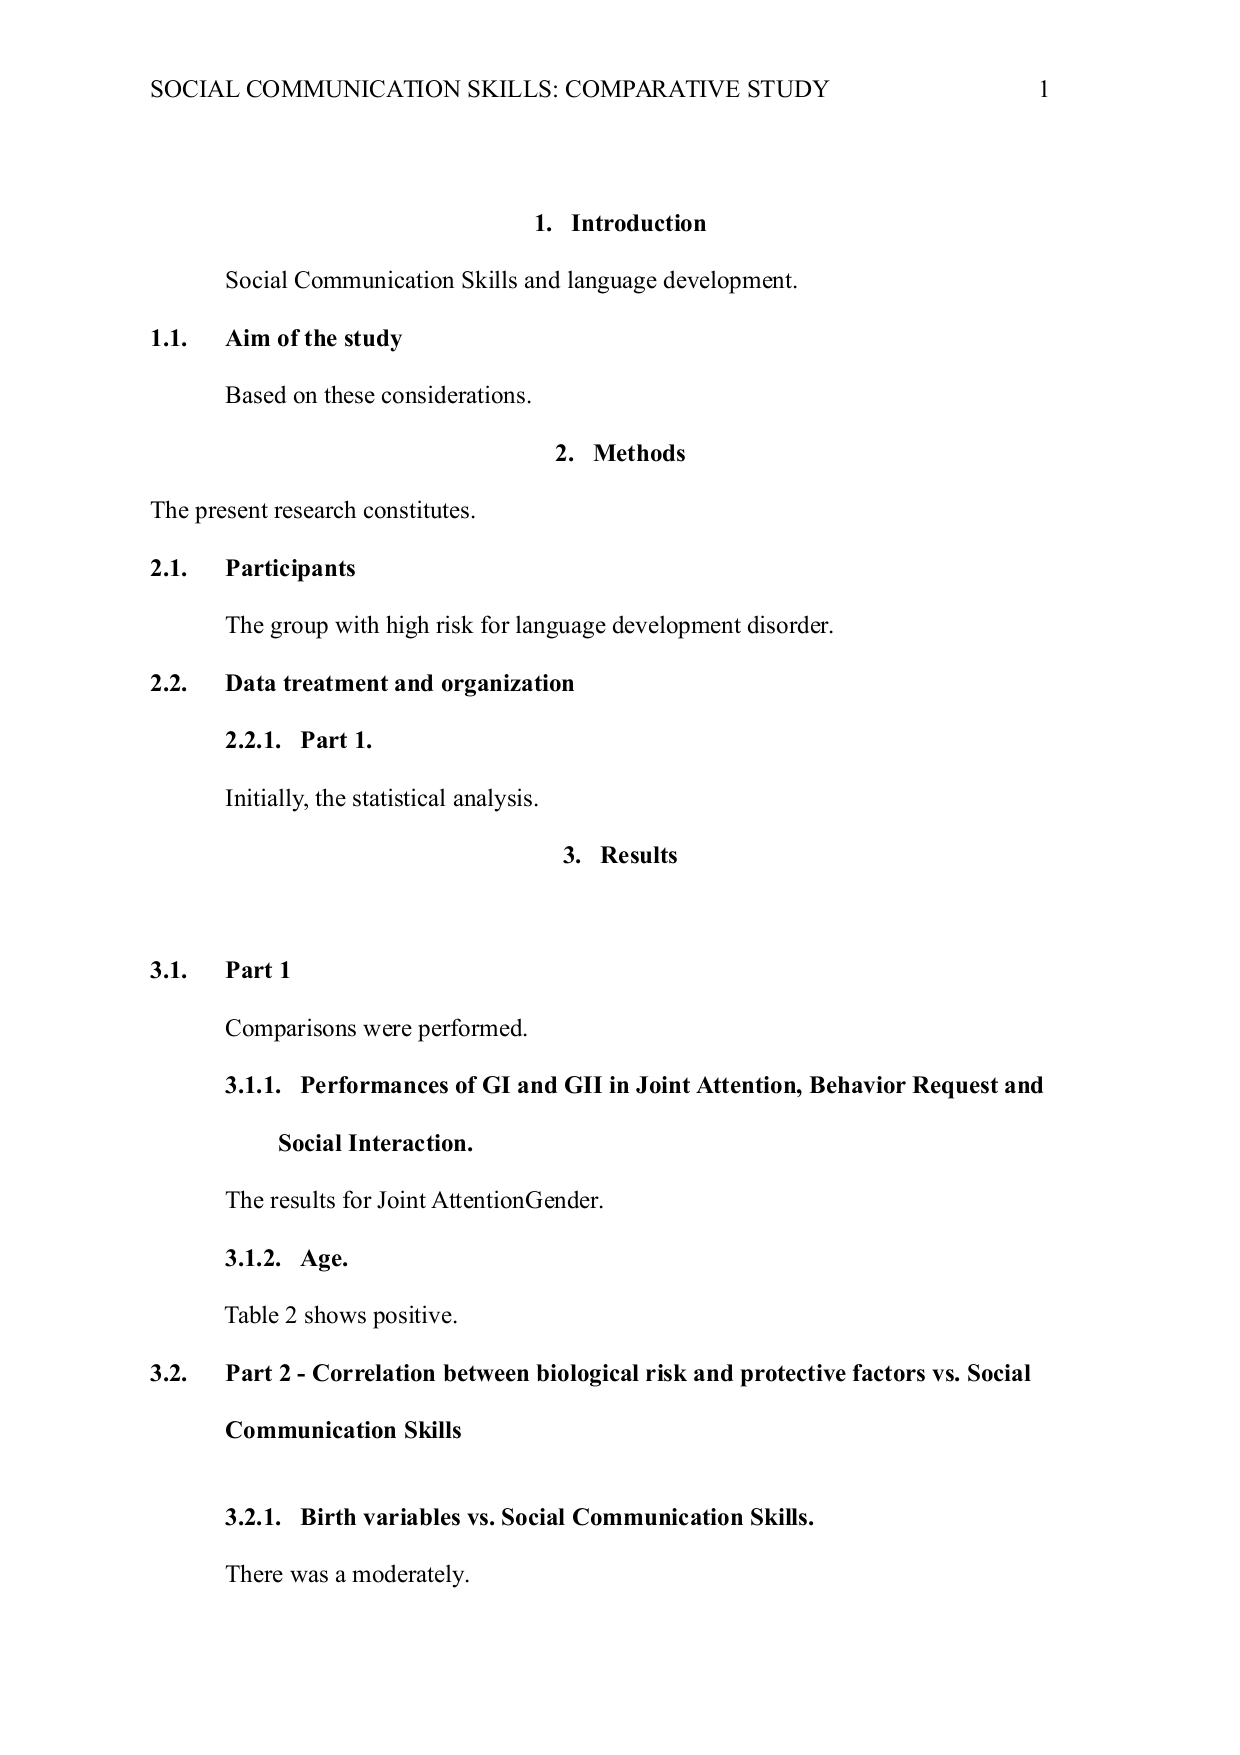 SOCIAL COMMUNICATION SKILLS: COMPARATIVE STUDY 1
1. Introduction
Social Communication Skills and language development.
1.1. Aim of the study
Based on these considerations.
2. Methods
The present research constitutes.
2.1. Participants
The group with high risk for language development disorder.
2.2. Data treatment and organization
2.2.1. Part 1.
Initially, the statistical analysis.
3. Results
3.1. Part 1
Comparisons were performed.
3.1.1. Performances of GI and GII in Joint Attention, Behavior Request and
Social Interaction.
The results for Joint AttentionGender.
3.1.2. Age.
Table 2 shows positive.
3.2. Part 2 - Correlation between biological risk and protective factors vs. Social
Communication Skills
3.2.1. Birth variables vs. Social Communication Skills.
There was a moderately.